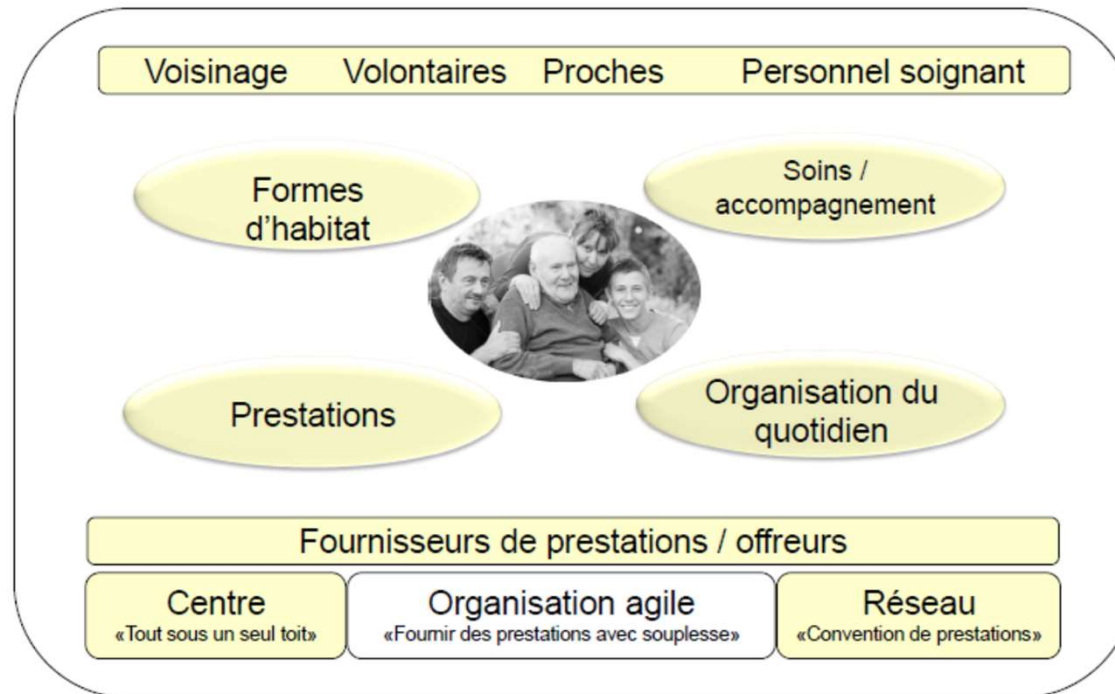 Voisinage Volontaires Proches Personnel soignant
Formes
d’habitat
Soins /
accompagnement
Prestations
Organisation du
quotidien
Fournisseurs de prestations / offreurs
Centre
«Tout sous un seul toit»
Organisation agile
«Fournir des prestations avec souplesse»
Réseau
«Convention de prestations»